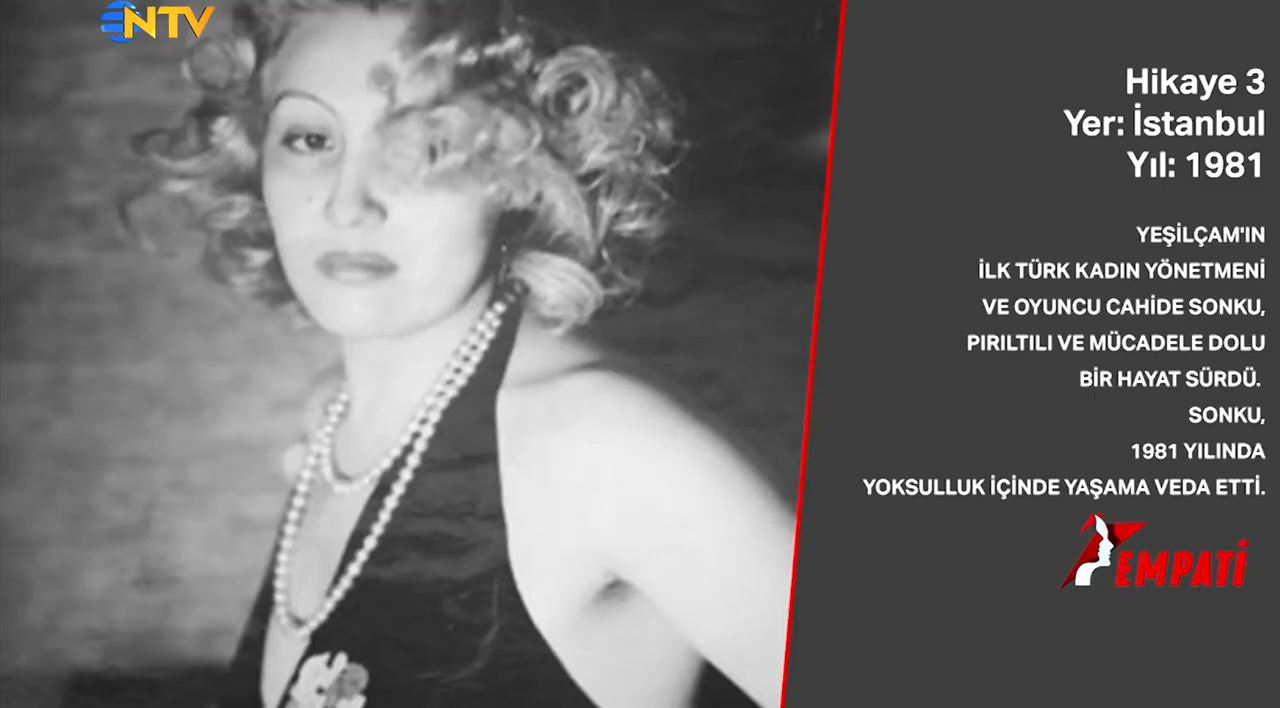 NTV
Hikaye 3
Yer: İstanbul
Yıl: 1981
YEŞİLÇAM'IN
İLK TÜRK KADIN YÖNETMENİ
VE OYUNCU CAHİDE SONKU,
PIRILTILI VE MÜCADELE DOLU
BİR HAYAT SÜRDÜ.
SONKU,
1981 YILINDA
YOKSULLUK İÇİNDE YAŞAMA VEDA ETTİ.
EMPATİ